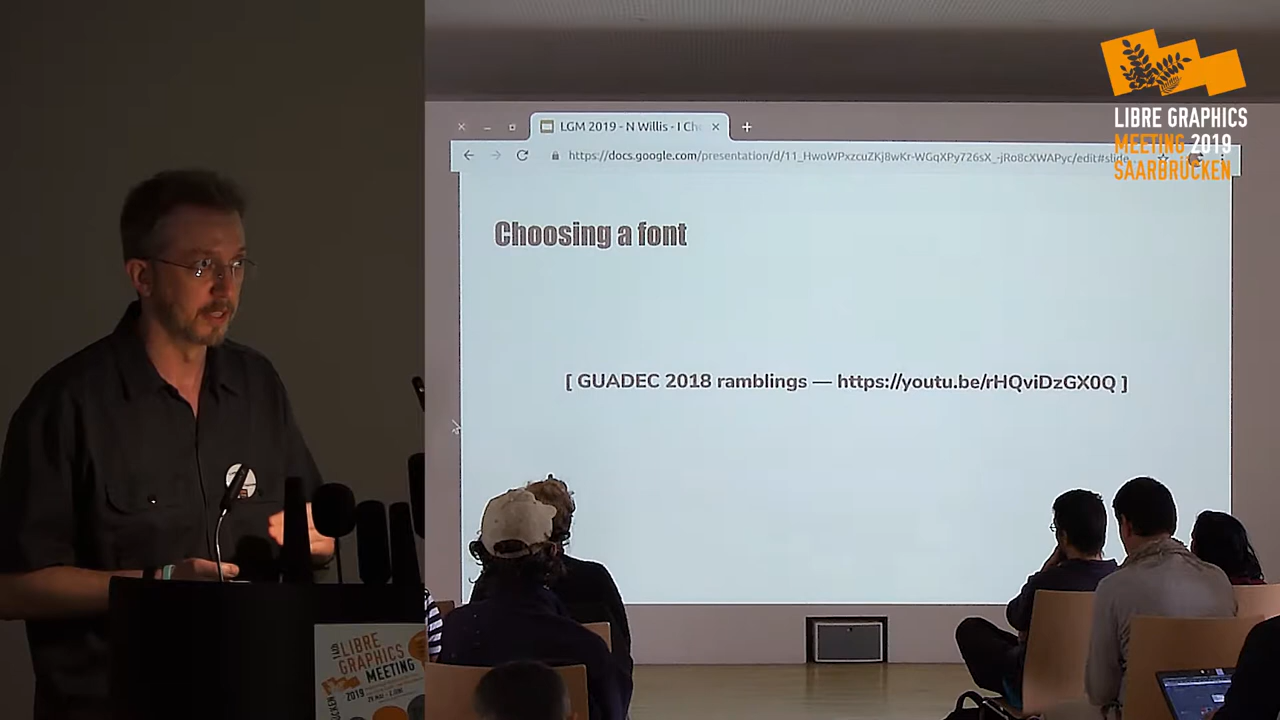 LIBRE GRAPHICS
MEETING 2019
SAARBRÜCKEN
LGM 2019 - N Willis - I Ch
https://docs.google.com/presentation/d/11_HwoWPxzcuZKj8wKr-WGqXPy726sX_-jRo8cXWAPyc/edit#slide
Choosing a font
[ GUADEC 2018 ramblings — https://youtu.be/rHQviDzGX0Q ]
LIBRE
GRAPHICS
MEETING
2019